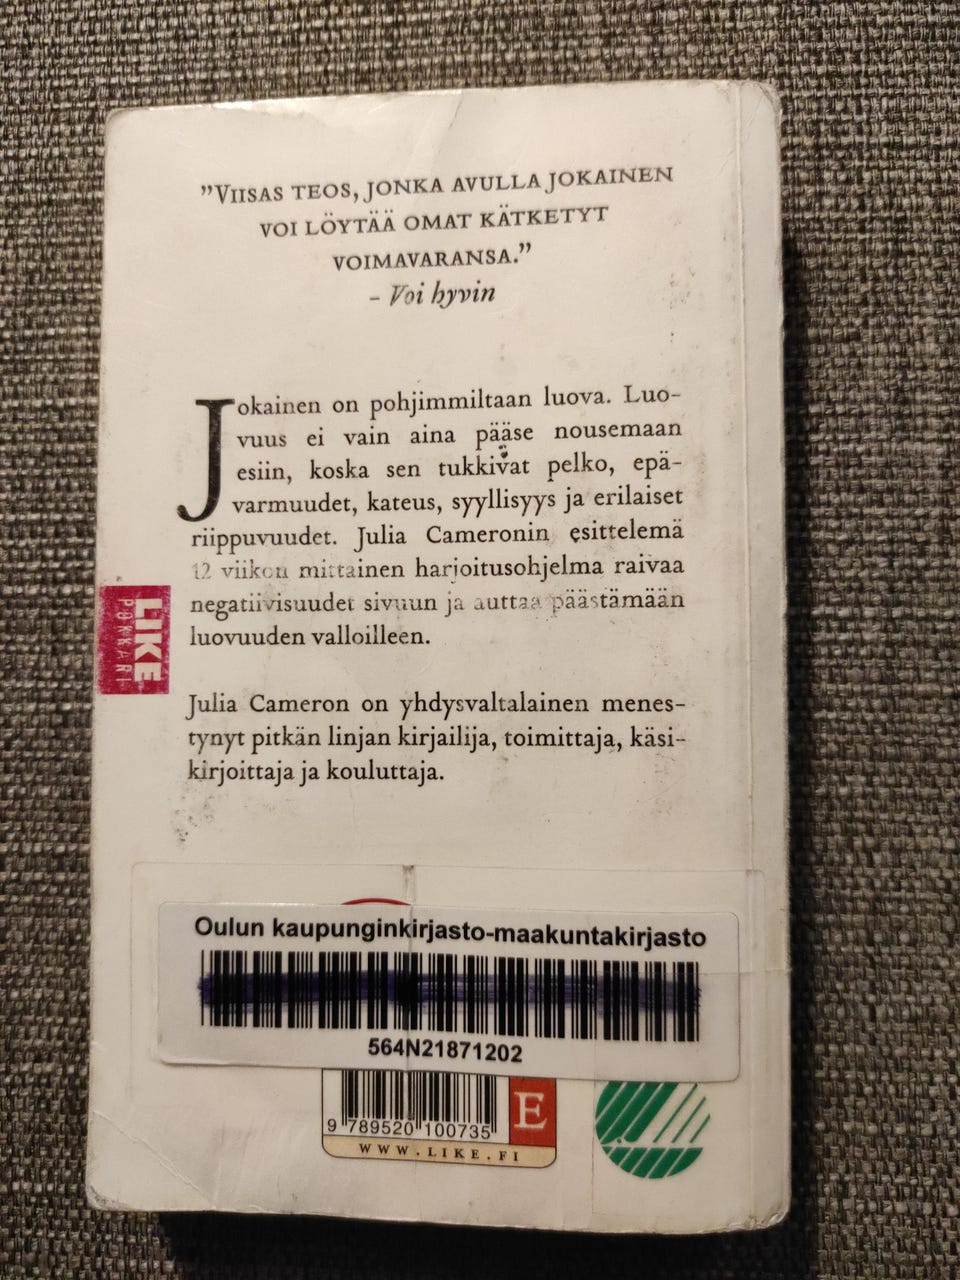 "VIISAS TEOS, JONKA AVULLA JOKAINEN
VOI LÖYTÄÄ OMAT KÄTKETYT
VOIMAVARANSA."
– Voi hyvin
Jokainen on pohjimmiltaan luova. Luo-
vuus ei vain aina pääse nousemaan
esiin, koska sen tukkivat pelko, epä-
varmuudet, kateus, syyllisyys ja erilaiset
riippuvuudet. Julia Cameronin esittelemä
12 viikon mittainen harjoitusohjelma raivaa
negatiivisuudet sivuun ja auttaa päästämään
luovuuden valloilleen.
LIKE
POKKARI
Julia Cameron on yhdysvaltalainen menes-
tynyt pitkän linjan kirjailija, toimittaja, käsi-
kirjoittaja ja kouluttaja.
Oulun kaupunginkirjasto-maakuntakirjasto
564N21871202
9 789520 100735
E
WWW.LIKE.FI